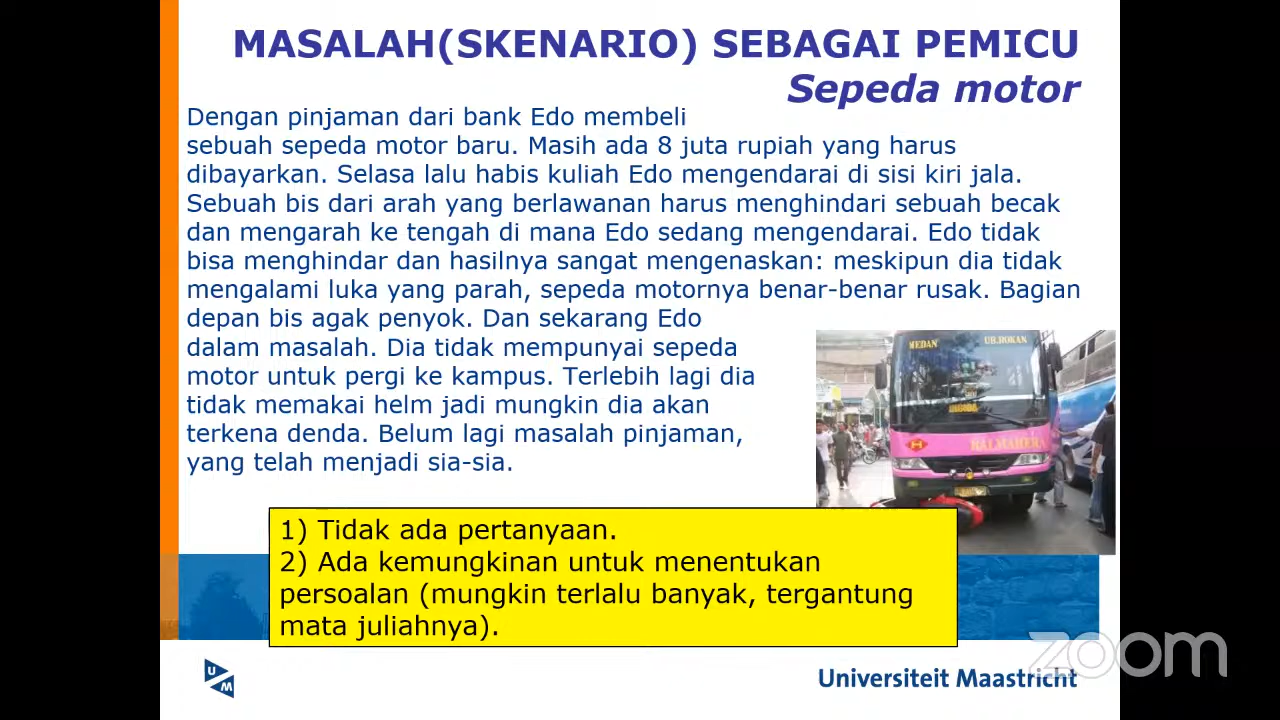 MASALAH(SKENARIO) SEBAGAI PEMICU
Sepeda motor
Dengan pinjaman dari bank Edo membeli
sebuah sepeda motor baru. Masih ada 8 juta rupiah yang harus
dibayarkan. Selasa lalu habis kuliah Edo mengendarai di sisi kiri jala.
Sebuah bis dari arah yang berlawanan harus menghindari sebuah becak
dan mengarah ke tengah di mana Edo sedang mengendarai. Edo tidak
bisa menghindar dan hasilnya sangat mengenaskan: meskipun dia tidak
mengalami luka yang parah, sepeda motornya benar-benar rusak. Bagian
depan bis agak penyok. Dan sekarang Edo
dalam masalah. Dia tidak mempunyai sepeda
motor untuk pergi ke kampus. Terlebih lagi dia
tidak memakai helm jadi mungkin dia akan
terkena denda. Belum lagi masalah pinjaman,
yang telah menjadi sia-sia.
MEDAN UB.ROKAN
HALMAHERA
1) Tidak ada pertanyaan.
2) Ada kemungkinan untuk menentukan
persoalan (mungkin terlalu banyak, tergantung
mata juliahnya).
UM
Universiteit Maastricht
zoom